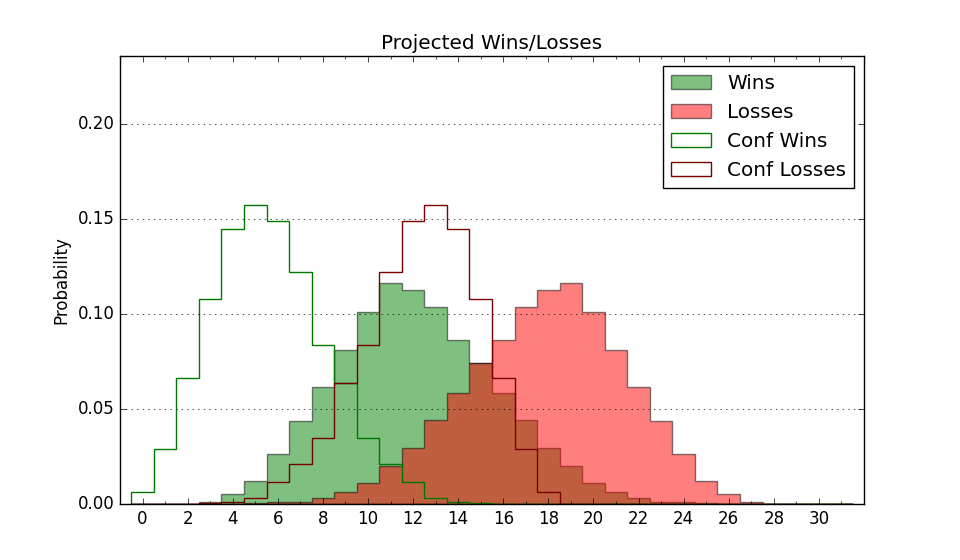 Projected Wins/Losses
Wins
Losses
Conf Wins
Conf Losses
Probability
0.20
0.15
0.10
0.05
0.00
0 2 4 6 8 10 12 14 16 18 20 22 24 26 28 30